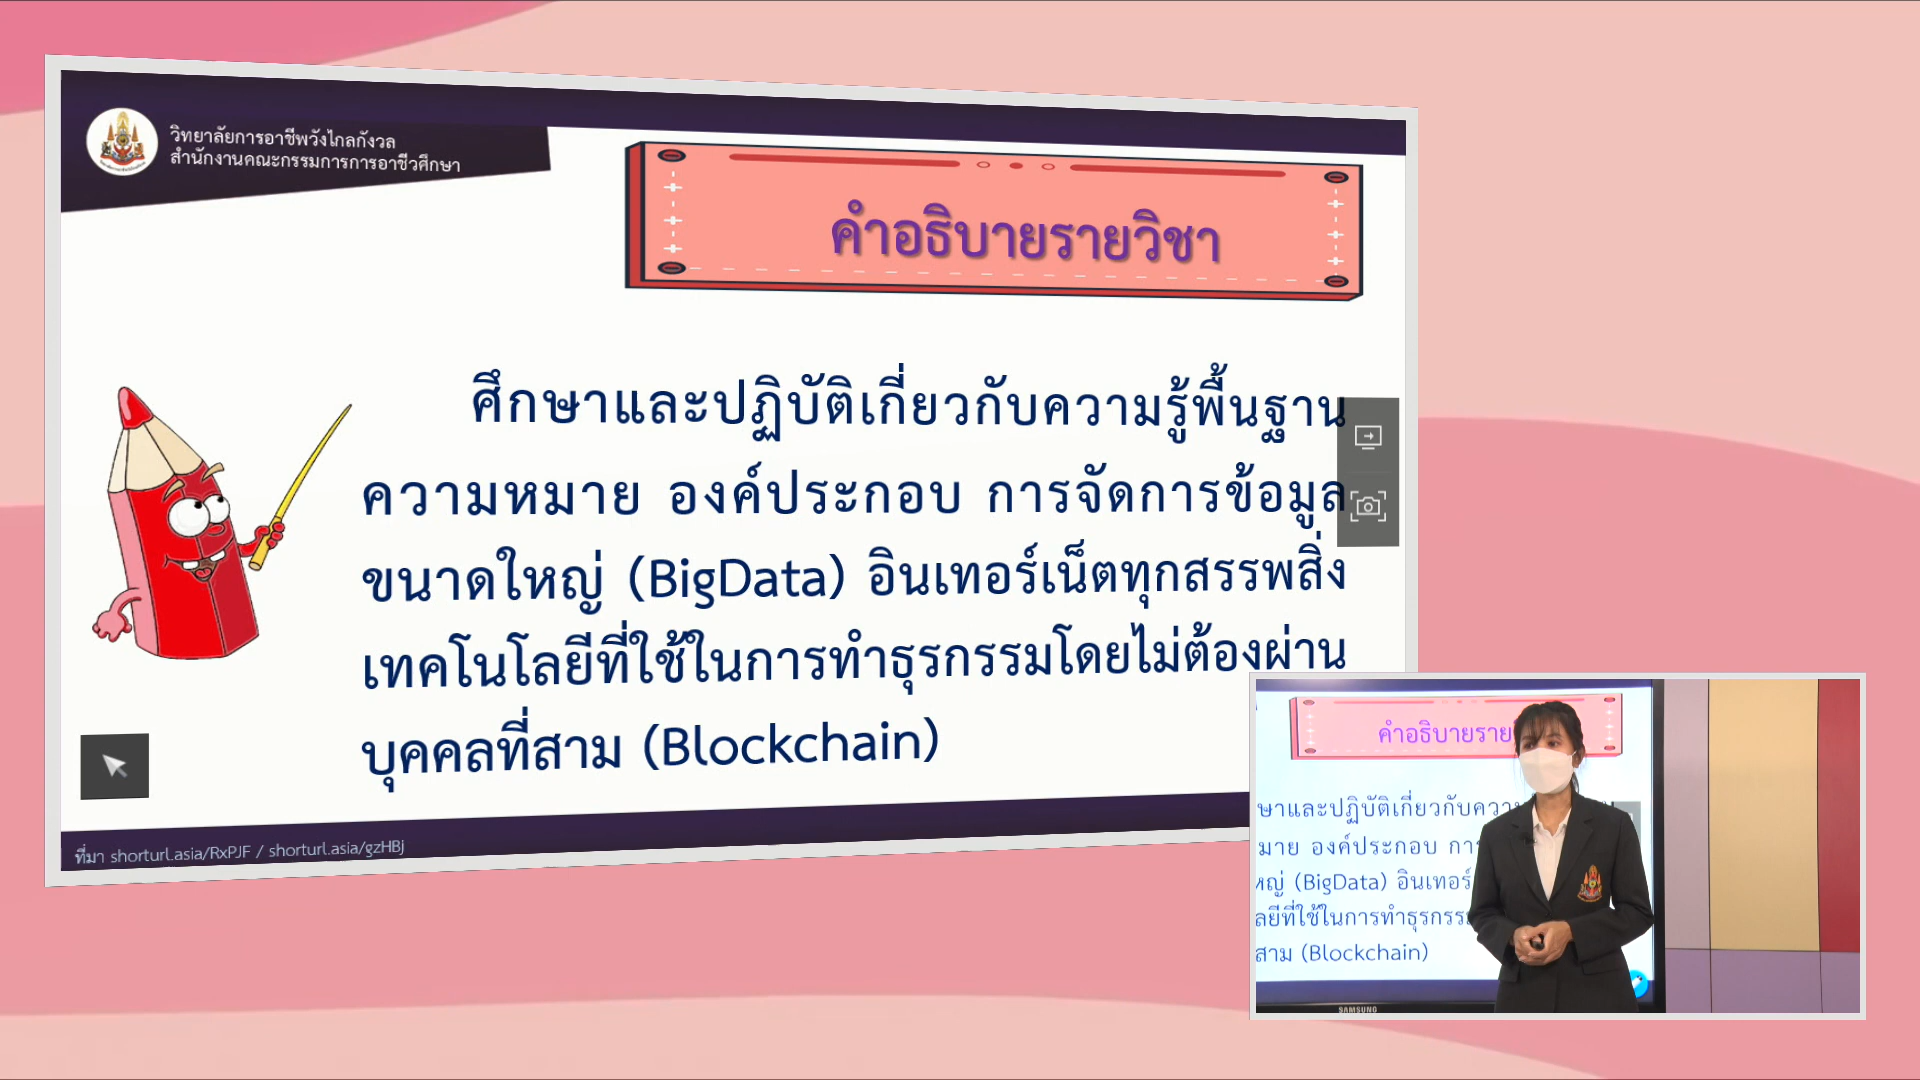 วิทยาลัยการอาชีพวังไกลกังวล
สำนักงานคณะกรรมการการอาชีวศึกษา
คำอธิบายรายวิชา
ศึกษาและปฏิบัติเกี่ยวกับความรู้พื้นฐาน
ความหมาย องค์ประกอบ การจัดการข้อมูล
ขนาดใหญ่ (BigData) อินเทอร์เน็ตทุกสรรพสิ่ง
เทคโนโลยีที่ใช้ในการทำธุรกรรมโดยไม่ต้องผ่าน
บุคคลที่สาม (Blockchain)
ที่มา shorturl.asia/RxPJF / shorturl.asia/gzHBj
คำอธิบายราย
ษาและปฏิบัติเกี่ยวกับควา
มาย องค์ประกอบ การ
หญ่ (BigData) อินเทอร์
ลยีที่ใช้ในการทำธุรกรร
สาม (Blockchain)
SAMSUNG